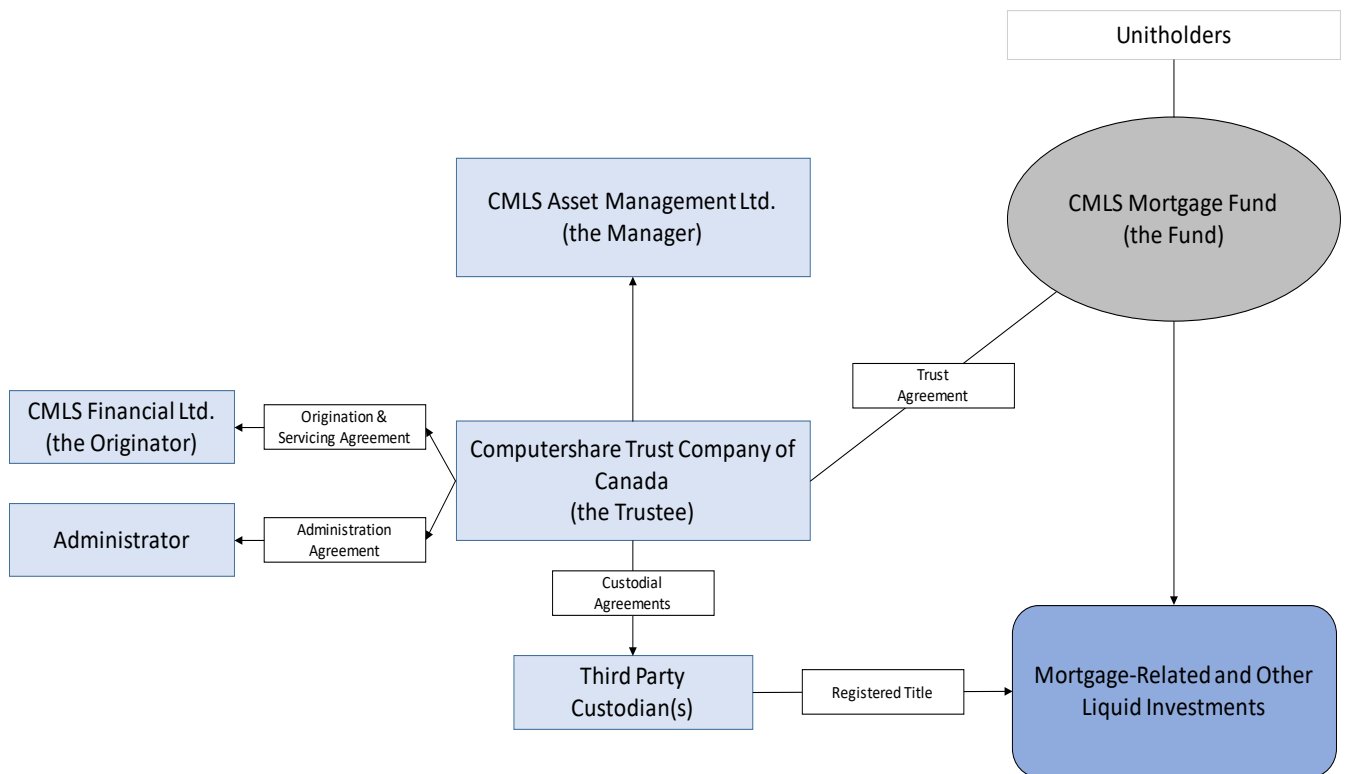 Unitholders
CMLS Mortgage Fund
(the Fund)
CMLS Asset Management Ltd.
(the Manager)
Trust
Agreement
CMLS Financial Ltd.
(the Originator)
Origination &
Servicing Agreement
Computershare Trust Company of
Canada
(the Trustee)
Administrator
Administration
Agreement
Custodial
Agreements
Third Party
Custodian(s)
Registered Title
Mortgage-Related and Other
Liquid Investments